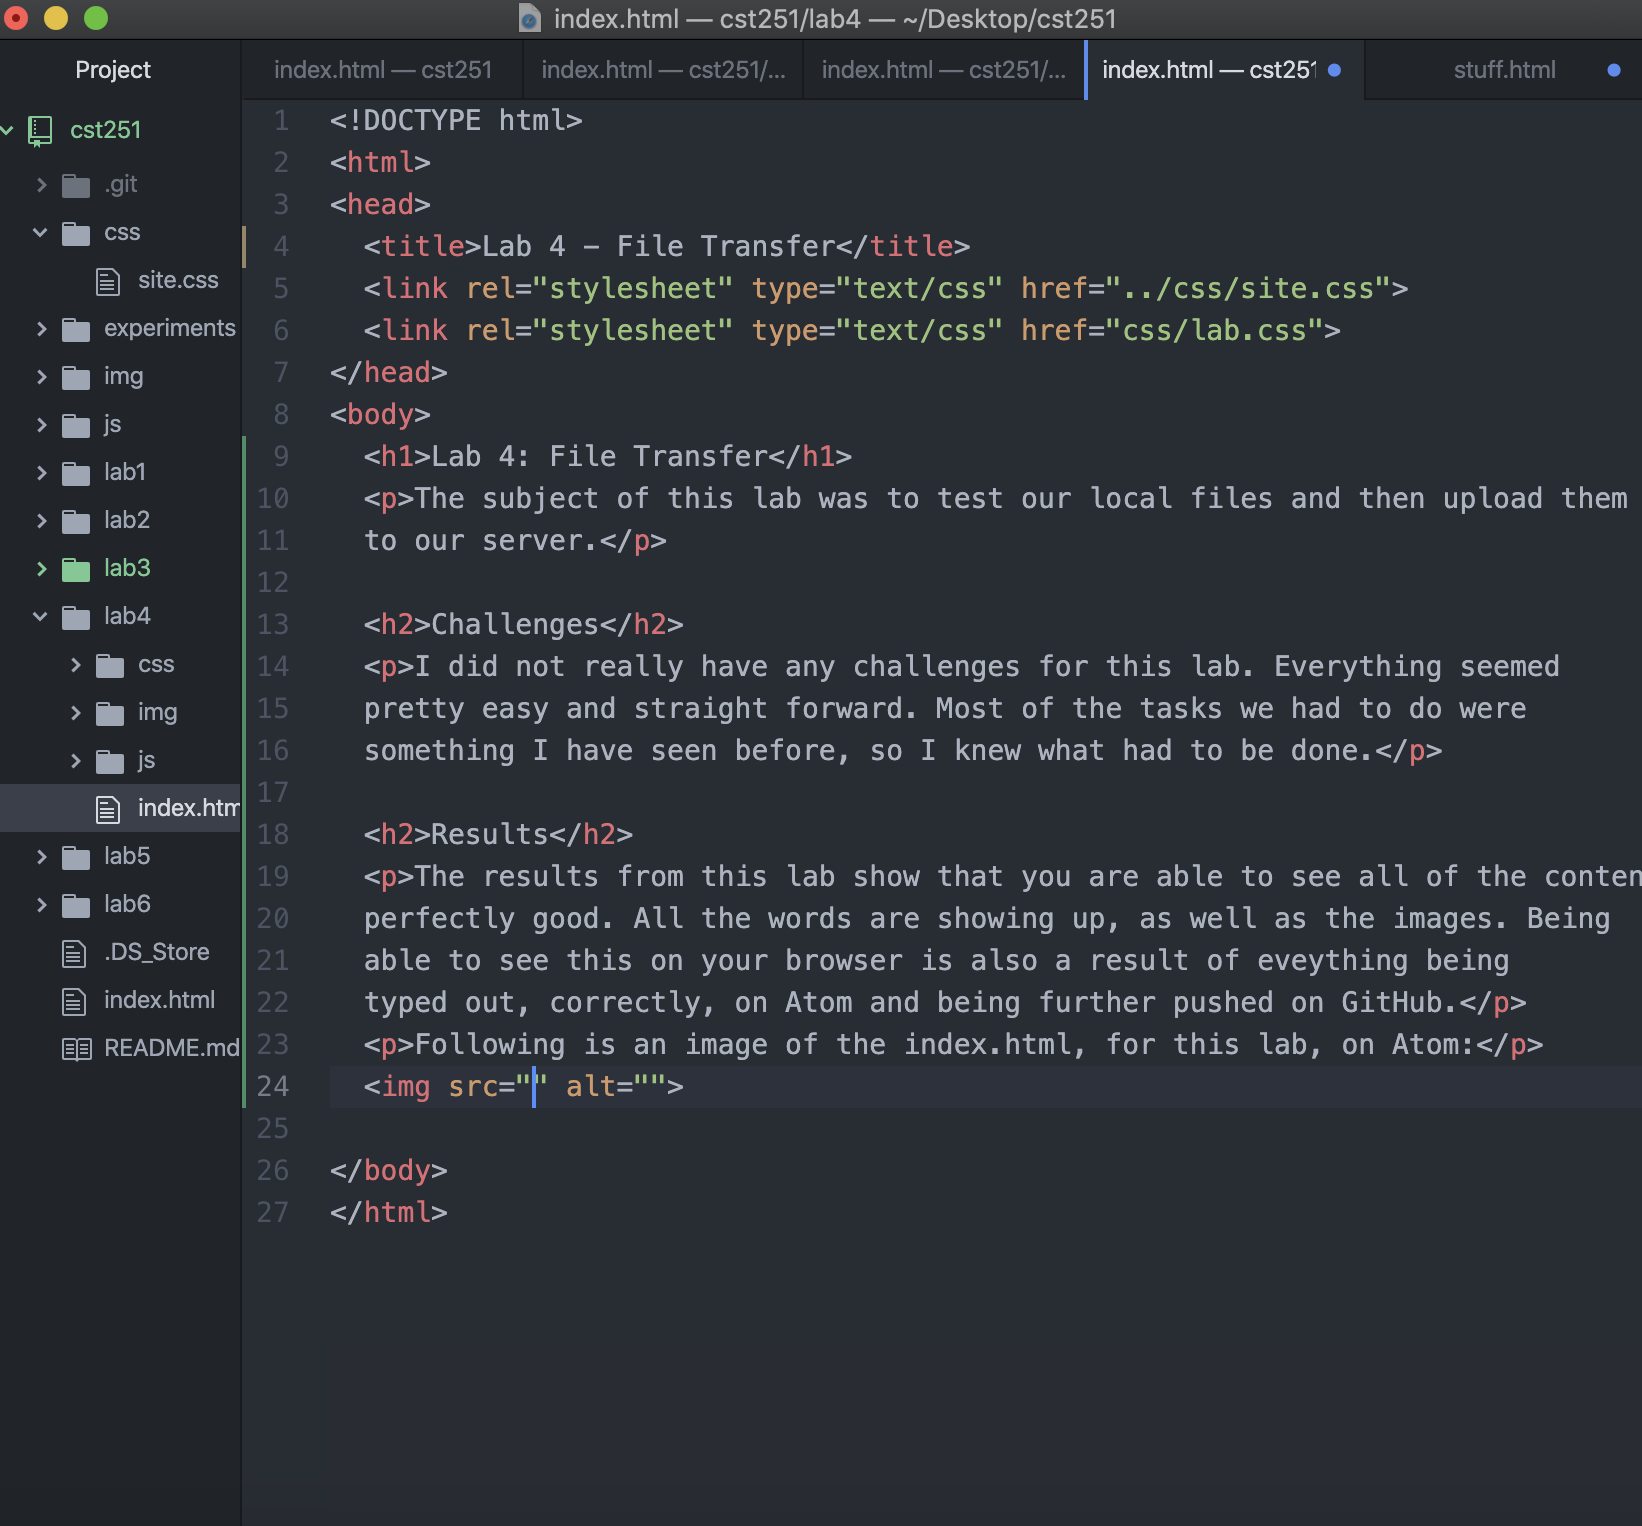 index.html — cst251/lab4 — ~/Desktop/cst251
Project
index.html — cst251
index.html — cst251/...
index.html — cst251/...
index.html — cst251
stuff.html
cst251
.git
css
site.css
experiments
img
js
lab1
lab2
lab3
lab4
css
img
js
index.htm
lab5
lab6
.DS_Store
index.html
README.md
1 <!DOCTYPE html>
2 <html>
3 <head>
4 <title>Lab 4 – File Transfer</title>
5 <link rel="stylesheet" type="text/css" href="../css/site.css">
6 <link rel="stylesheet" type="text/css" href="css/lab.css">
7 </head>
8 <body>
9 <h1>Lab 4: File Transfer</h1>
10 <p>The subject of this lab was to test our local files and then upload them
11 to our server.</p>
12
13 <h2>Challenges</h2>
14 <p>I did not really have any challenges for this lab. Everything seemed
15 pretty easy and straight forward. Most of the tasks we had to do were
16 something I have seen before, so I knew what had to be done.</p>
17
18 <h2>Results</h2>
19 <p>The results from this lab show that you are able to see all of the conten
20 perfectly good. All the words are showing up, as well as the images. Being
21 able to see this on your browser is also a result of eveything being
22 typed out, correctly, on Atom and being further pushed on GitHub.</p>
23 <p>Following is an image of the index.html, for this lab, on Atom:</p>
24 <img src="" alt="">
25
26 </body>
27 </html>